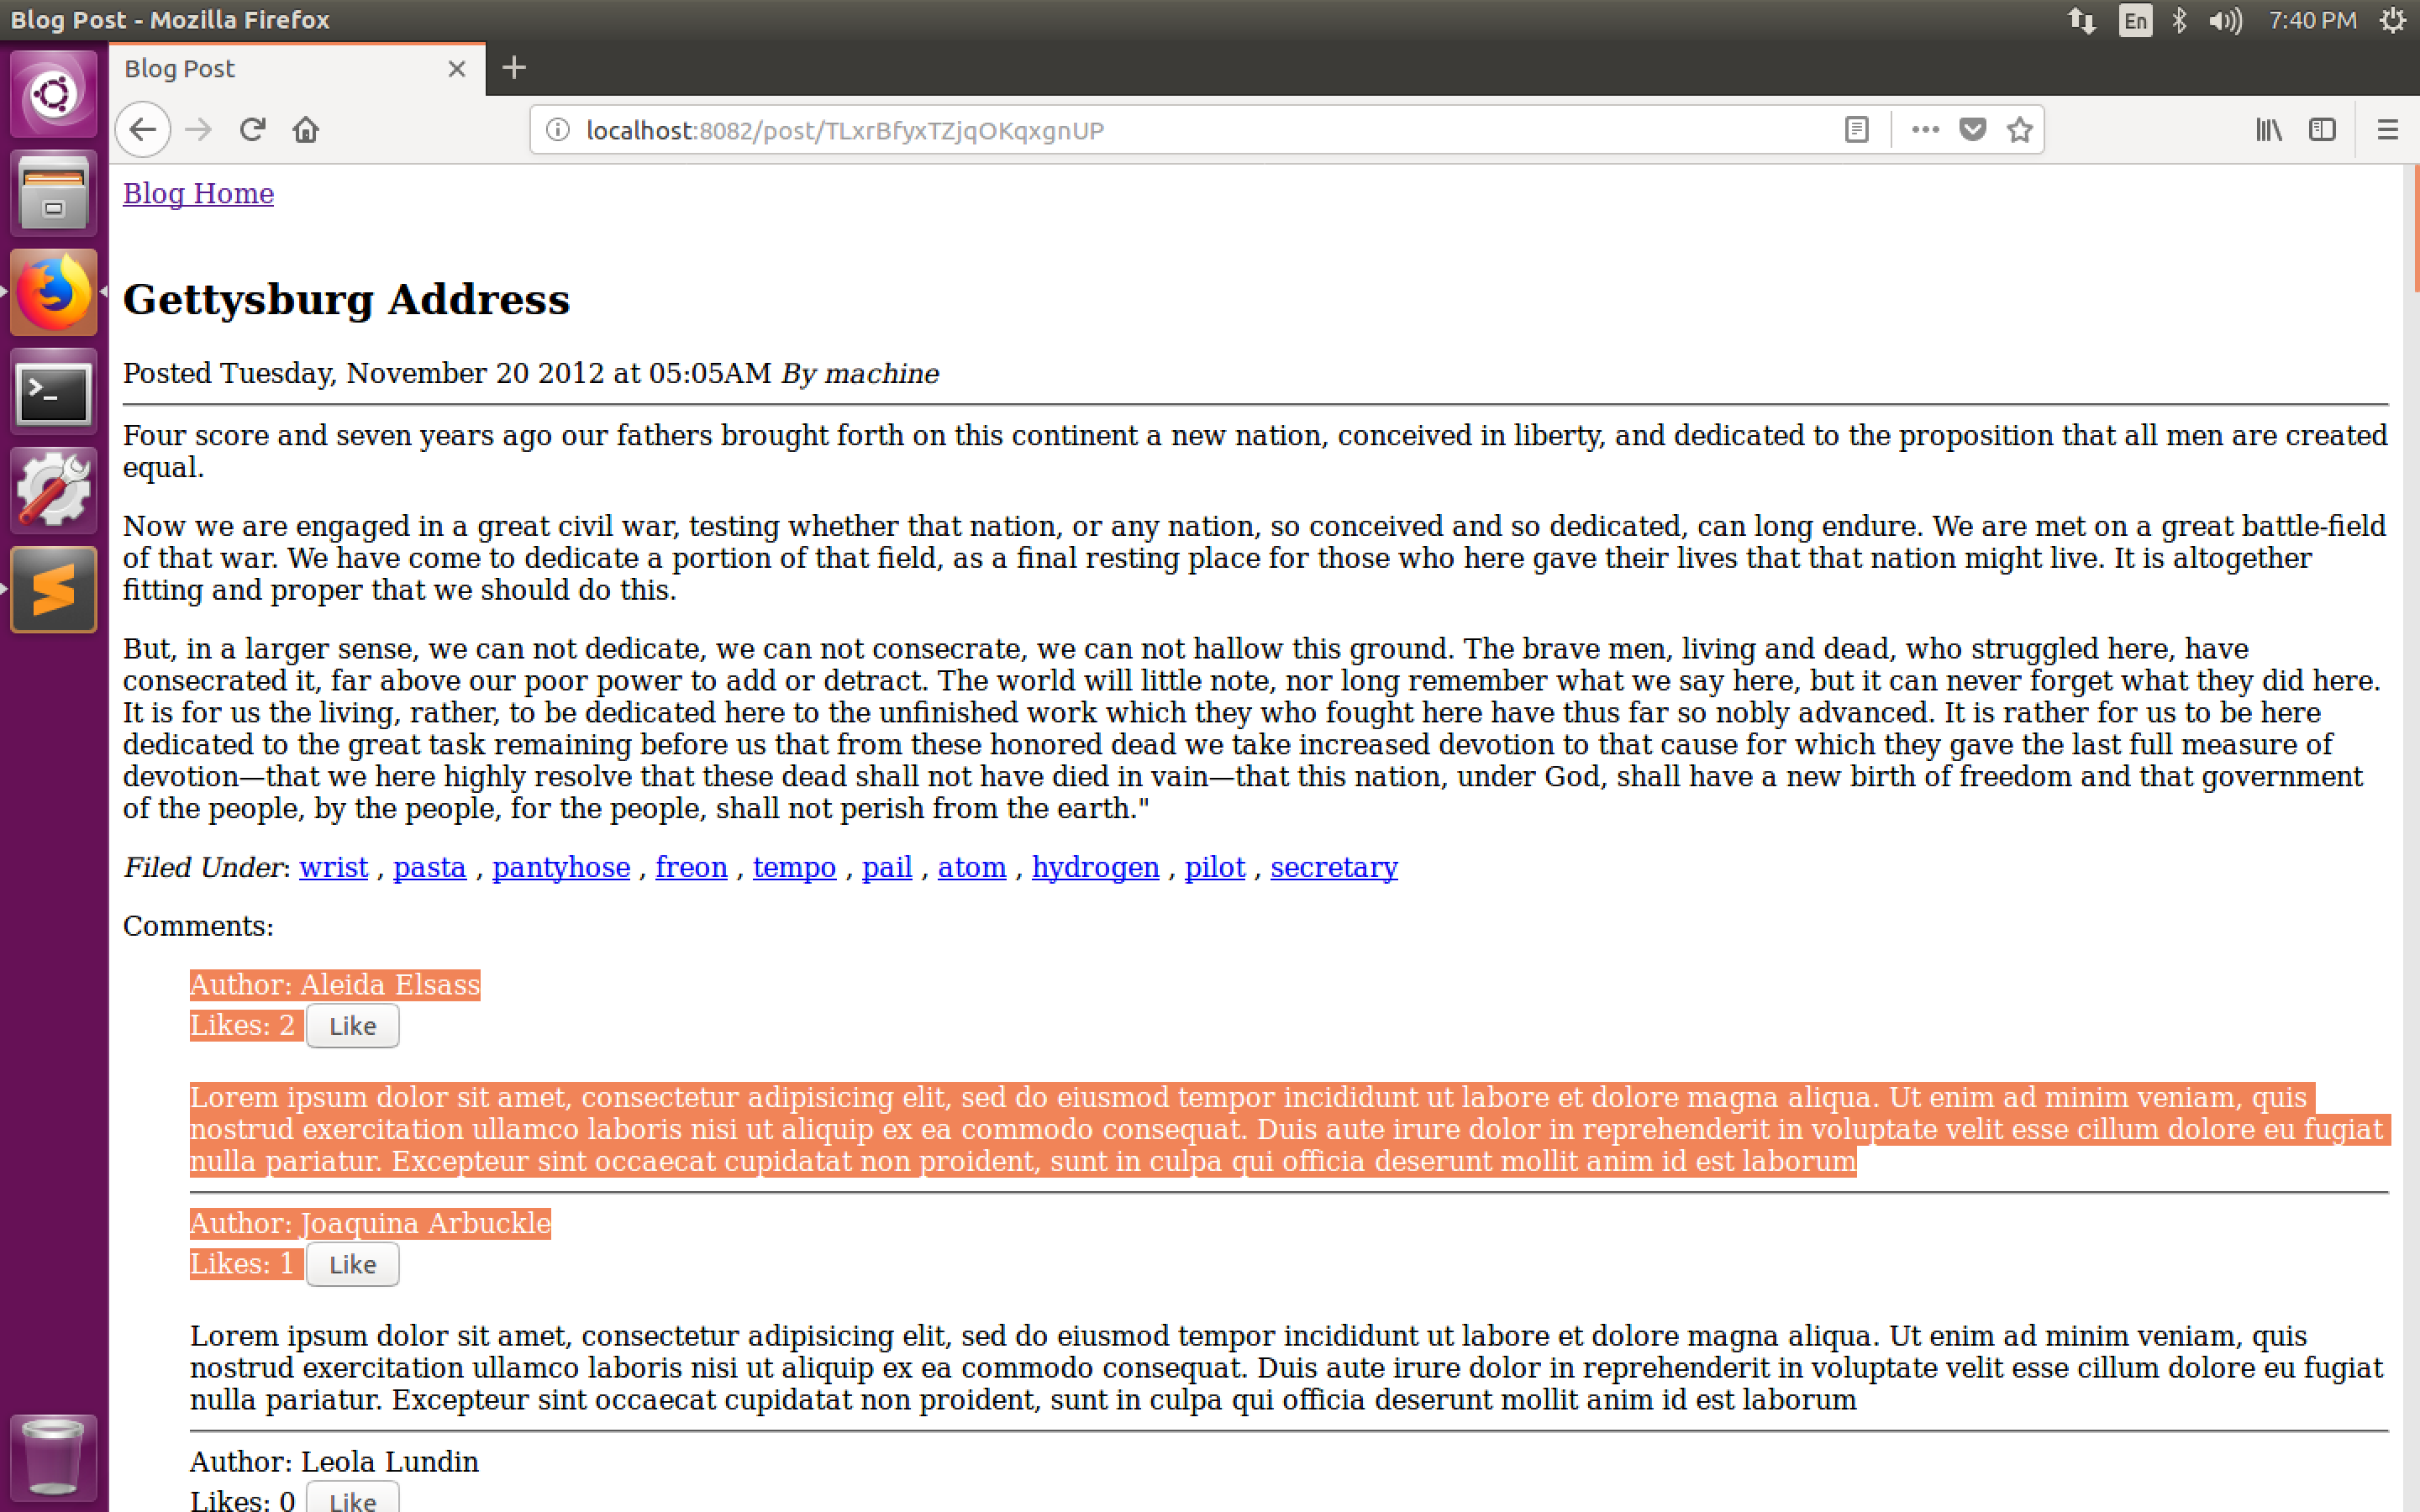 Blog Post - Mozilla Firefox
En
7:40 PM
Blog Post
localhost:8082/post/TLxrBfyxTZjqOKqxgnUP
Blog Home
Gettysburg Address
Posted Tuesday, November 20 2012 at 05:05AM By machine
Four score and seven years ago our fathers brought forth on this continent a new nation, conceived in liberty, and dedicated to the proposition that all men are created
equal.
Now we are engaged in a great civil war, testing whether that nation, or any nation, so conceived and so dedicated, can long endure. We are met on a great battle-field
of that war. We have come to dedicate a portion of that field, as a final resting place for those who here gave their lives that that nation might live. It is altogether
fitting and proper that we should do this.
But, in a larger sense, we can not dedicate, we can not consecrate, we can not hallow this ground. The brave men, living and dead, who struggled here, have
consecrated it, far above our poor power to add or detract. The world will little note, nor long remember what we say here, but it can never forget what they did here.
It is for us the living, rather, to be dedicated here to the unfinished work which they who fought here have thus far so nobly advanced. It is rather for us to be here
dedicated to the great task remaining before us that from these honored dead we take increased devotion to that cause for which they gave the last full measure of
devotion—that we here highly resolve that these dead shall not have died in vain—that this nation, under God, shall have a new birth of freedom and that government
of the people, by the people, for the people, shall not perish from the earth."
Filed Under: wrist , pasta , pantyhose , freon , tempo , pail , atom , hydrogen , pilot , secretary
Comments:
Author: Aleida Elsass
Likes: 2 Like
Lorem ipsum dolor sit amet, consectetur adipisicing elit, sed do eiusmod tempor incididunt ut labore et dolore magna aliqua. Ut enim ad minim veniam, quis
nostrud exercitation ullamco laboris nisi ut aliquip ex ea commodo consequat. Duis aute irure dolor in reprehenderit in voluptate velit esse cillum dolore eu fugiat
nulla pariatur. Excepteur sint occaecat cupidatat non proident, sunt in culpa qui officia deserunt mollit anim id est laborum
Author: Joaquina Arbuckle
Likes: 1 Like
Lorem ipsum dolor sit amet, consectetur adipisicing elit, sed do eiusmod tempor incididunt ut labore et dolore magna aliqua. Ut enim ad minim veniam, quis
nostrud exercitation ullamco laboris nisi ut aliquip ex ea commodo consequat. Duis aute irure dolor in reprehenderit in voluptate velit esse cillum dolore eu fugiat
nulla pariatur. Excepteur sint occaecat cupidatat non proident, sunt in culpa qui officia deserunt mollit anim id est laborum
Author: Leola Lundin
Likes: 0 Like